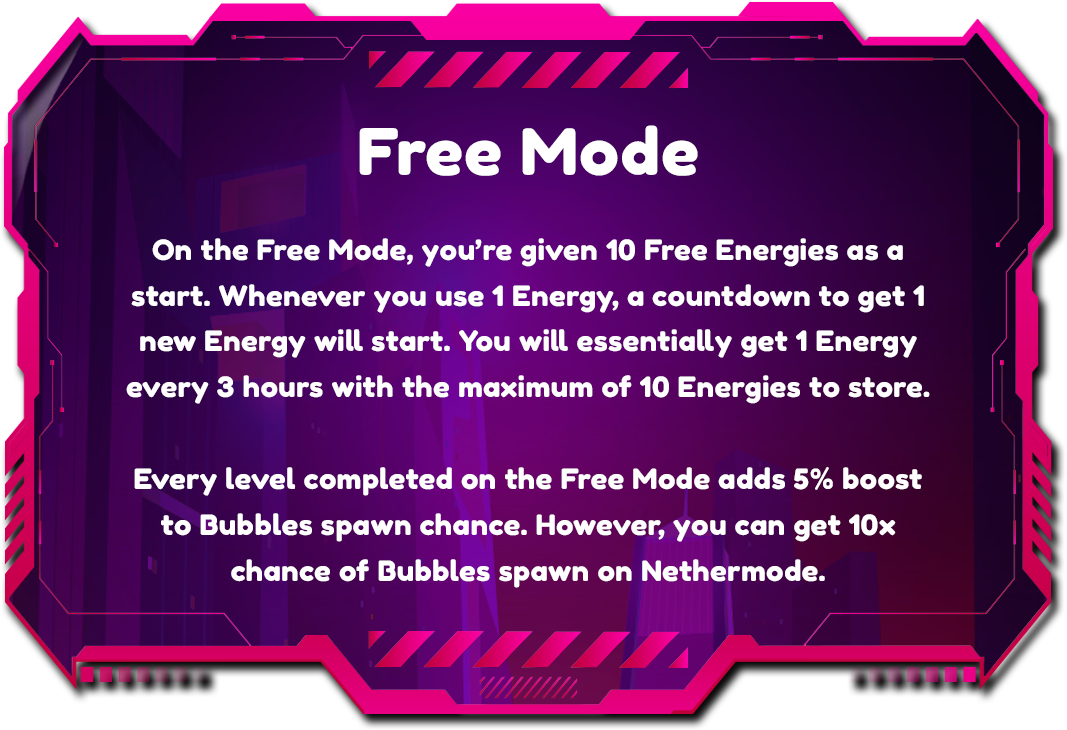 Free Mode
On the Free Mode, you’re given 10 Free Energies as a
start. Whenever you use 1 Energy, a countdown to get 1
new Energy will start. You will essentially get 1 Energy
every 3 hours with the maximum of 10 Energies to store.
Every level completed on the Free Mode adds 5% boost
to Bubbles spawn chance. However, you can get 10x
chance of Bubbles spawn on Nethermode.